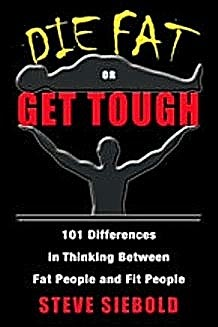 DIE FAT
OR
GET TOUGH
101 Differences
in Thinking Between
Fat People and Fit People
STEVE SIEBOLD